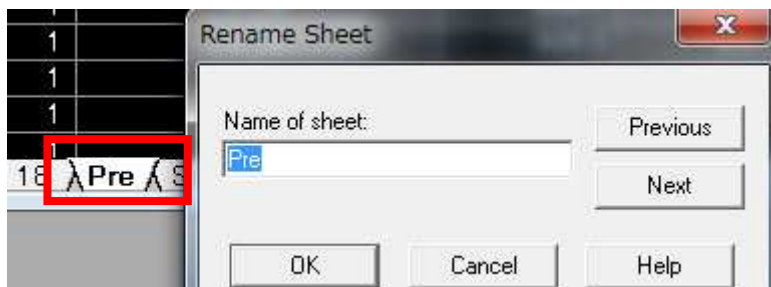 1
1
1
1
18 Pre S
Rename Sheet
Name of sheet:
Pre
Previous
Next
OK Cancel Help